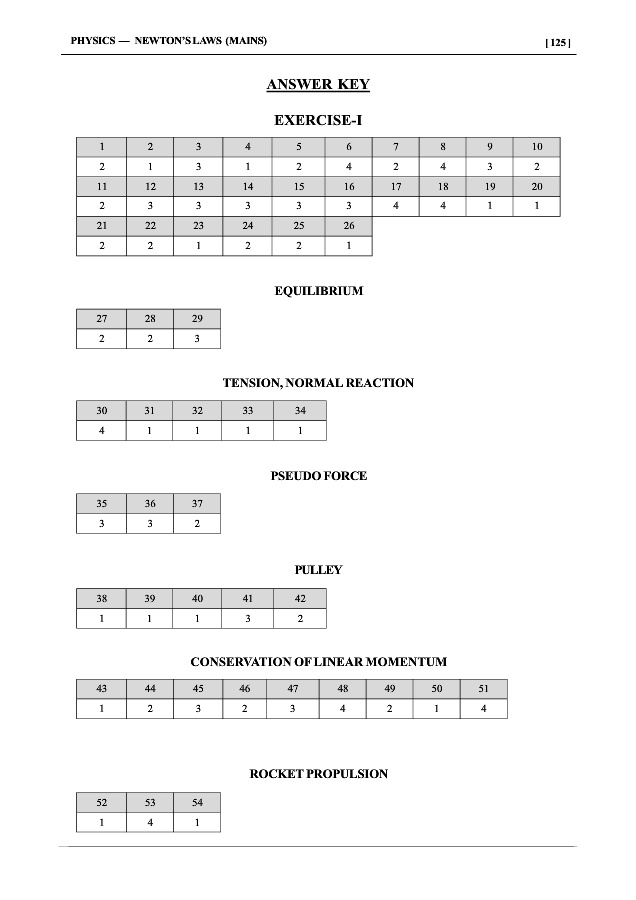 PHYSICS — NEWTON'S LAWS (MAINS) [125]
ANSWER KEY
EXERCISE-I
1 2 3 4 5 6 7 8 9 10
2 1 3 1 2 4 2 4 3 2
11 12 13 14 15 16 17 18 19 20
2 3 3 3 3 3 4 4 1 1
21 22 23 24 25 26
2 2 1 2 2 1
EQUILIBRIUM
27 28 29
2 2 3
TENSION, NORMAL REACTION
30 31 32 33 34
4 1 1 1 1
PSEUDO FORCE
35 36 37
3 3 2
PULLEY
38 39 40 41 42
1 1 1 3 2
CONSERVATION OF LINEAR MOMENTUM
43 44 45 46 47 48 49 50 51
1 2 3 2 3 4 2 1 4
ROCKET PROPULSION
52 53 54
1 4 1